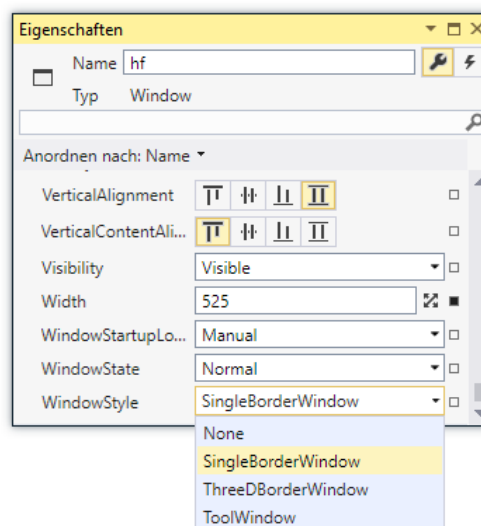 Eigenschaften
Name hf
Typ Window
Anordnen nach: Name
VerticalAlignment
VerticalContentAli...
Visibility Visible
Width 525
WindowStartupLo... Manual
WindowState Normal
WindowStyle SingleBorderWindow
None
SingleBorderWindow
ThreeDBorderWindow
ToolWindow